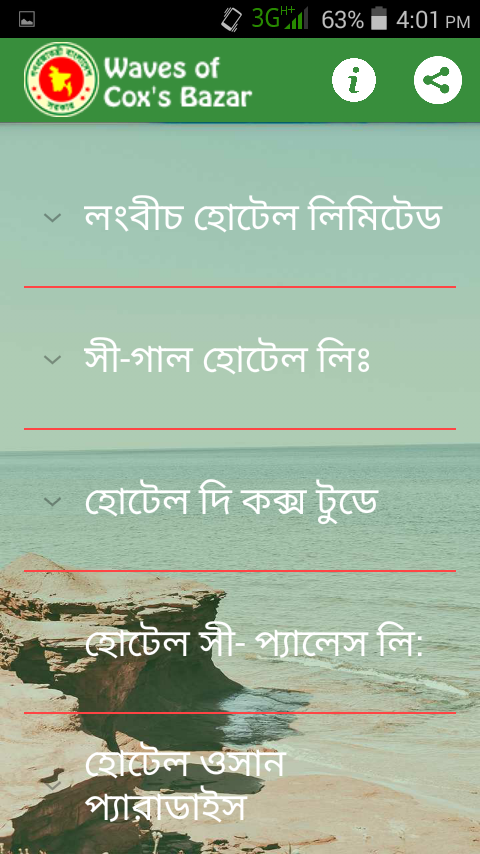 3G H+ 63% 4:01 PM
Waves of
Cox's Bazar
লংবীচ হোটেল লিমিটেড
সী-গাল হোটেল লিঃ
হোটেল দি কক্স টুডে
হোটেল সী- প্যালেস লি:
হোটেল ওসান
প্যারাডাইস